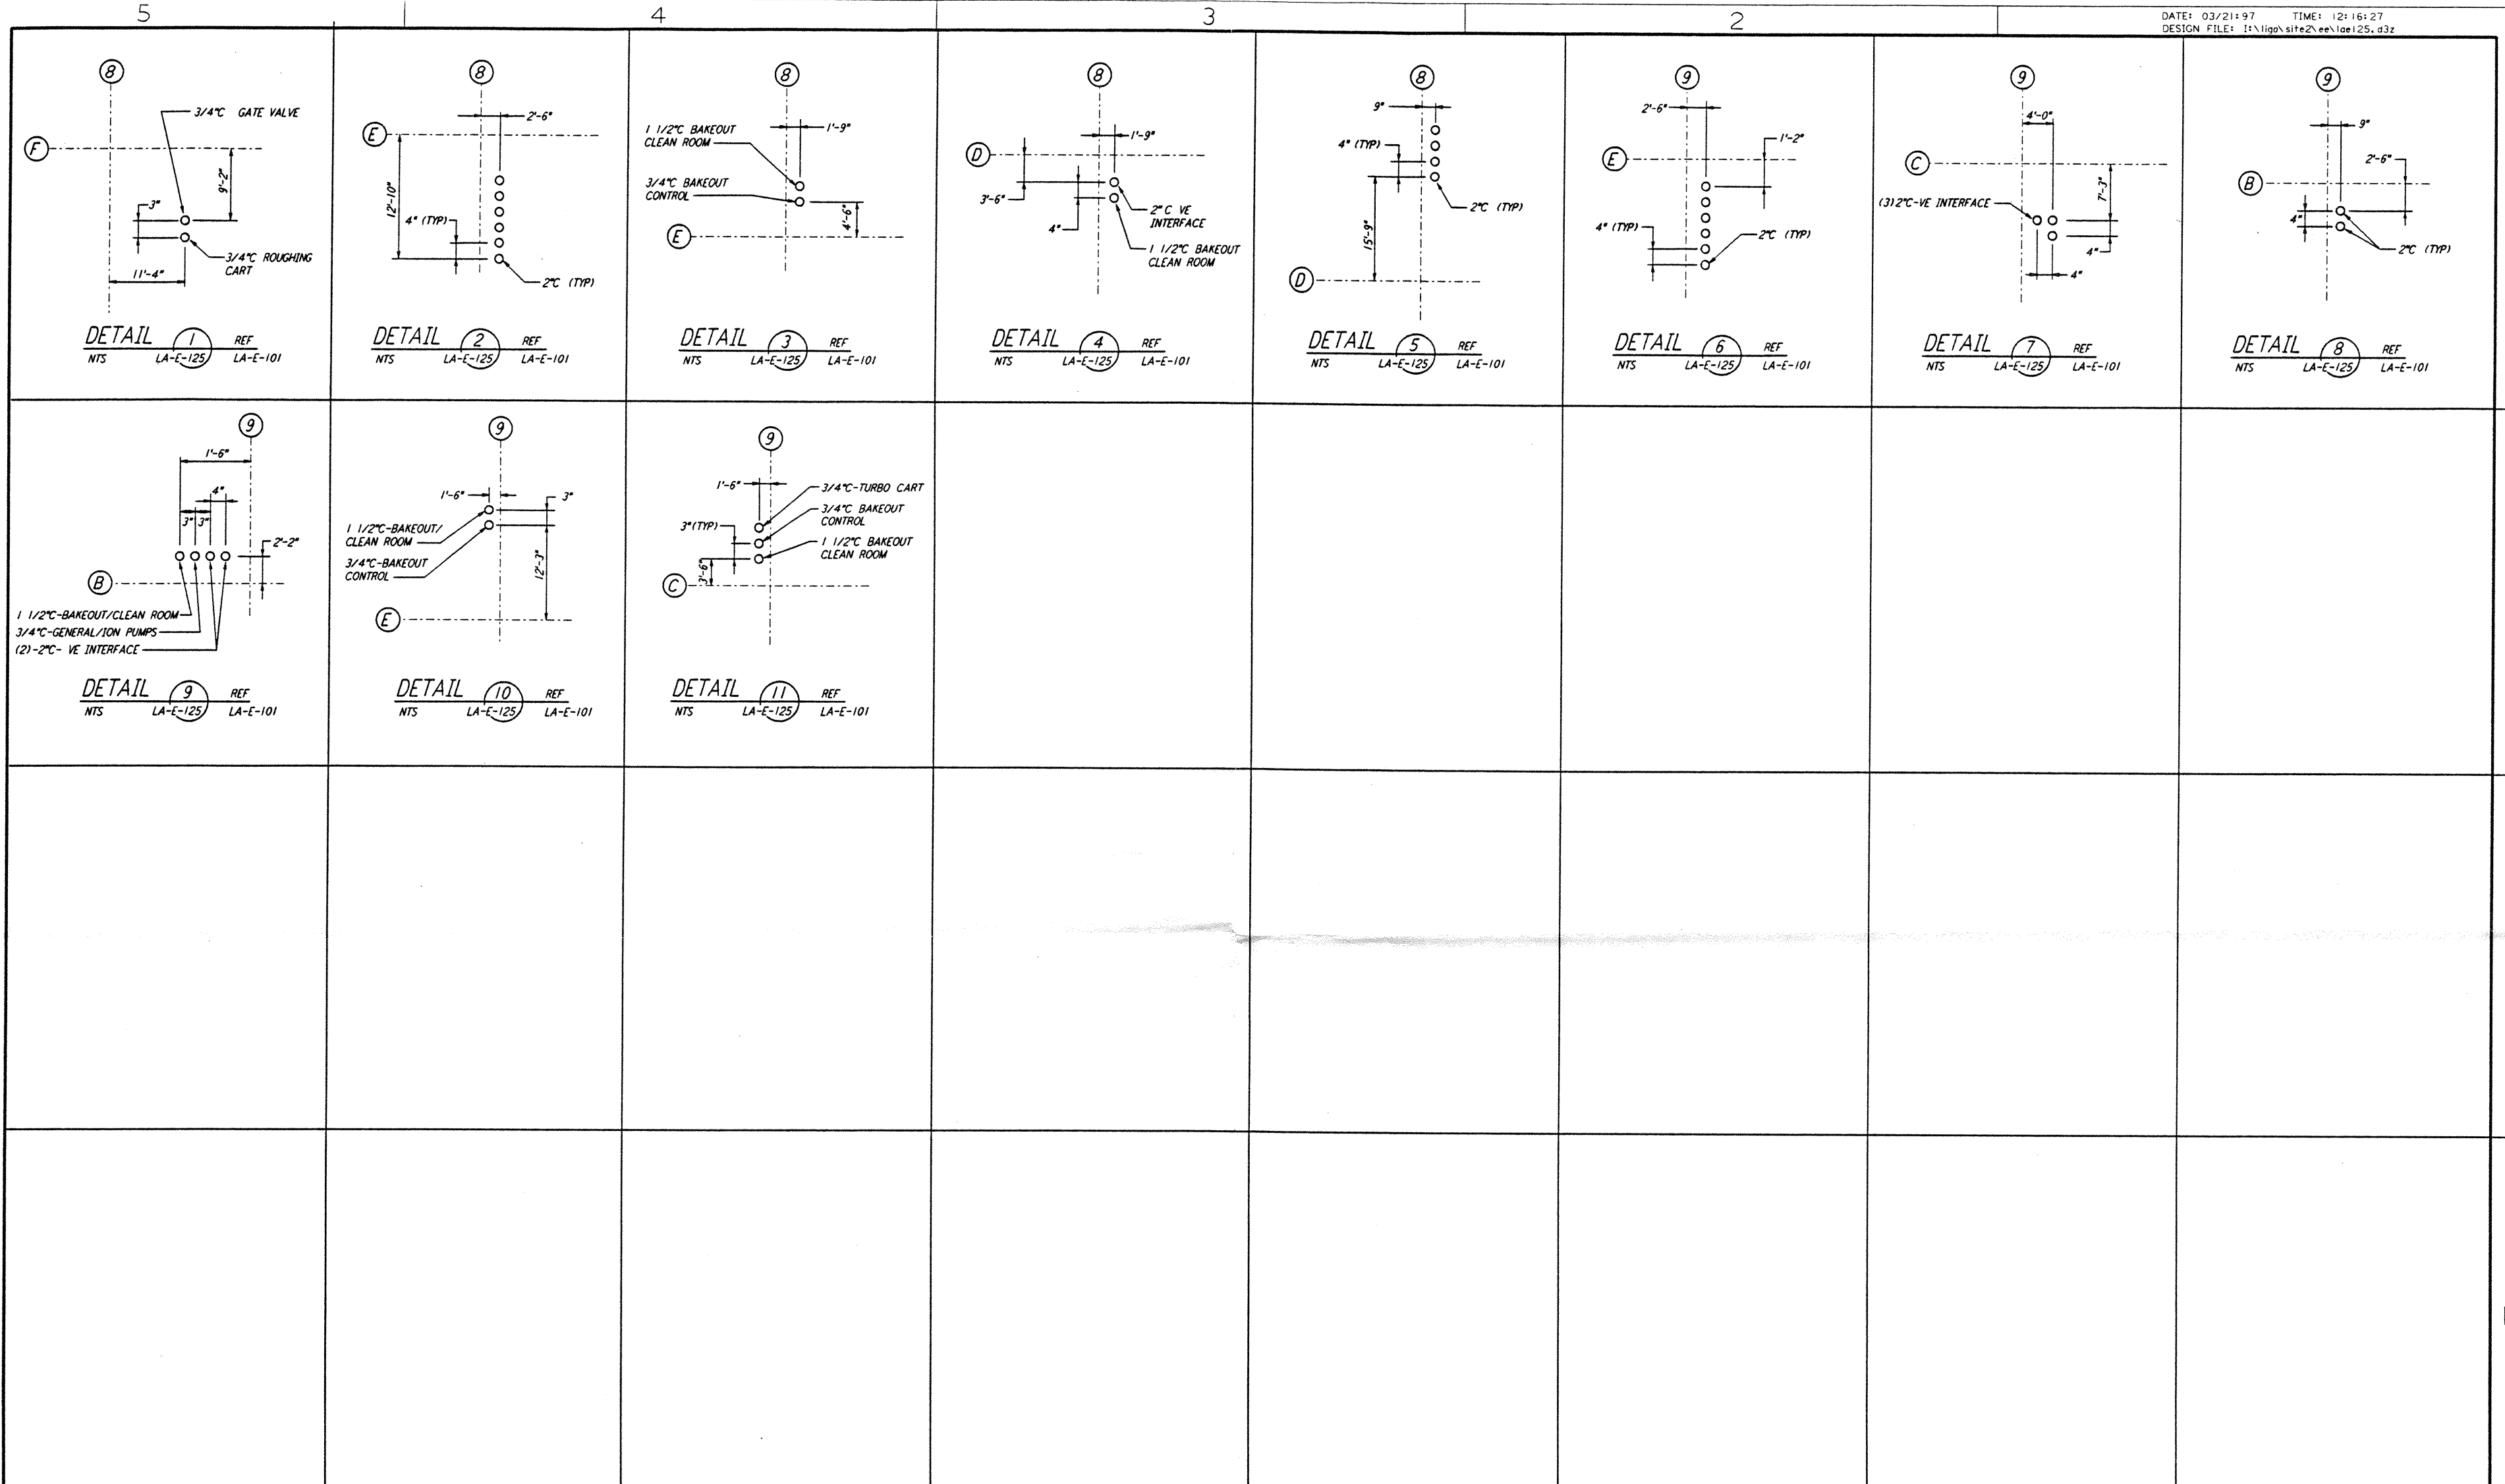 5
4
3
2
DATE: 03/21:97 TIME: 12:16:27
DESIGN FILE: I:\ligo\site2\ee\lae125.d3z
8
3/4"C GATE VALVE
F
9'-2"
3"
3/4"C ROUGHING
CART
11'-4"
DETAIL 1 REF
NTS LA-E-125 LA-E-101
8
2'-6"
E
12'-10"
4" (TYP)
2"C (TYP)
DETAIL 2 REF
NTS LA-E-125 LA-E-101
8
1 1/2"C BAKEOUT
CLEAN ROOM
1'-9"
3/4"C BAKEOUT
CONTROL
4'-6"
E
DETAIL 3 REF
NTS LA-E-125 LA-E-101
8
1'-9"
D
3'-6"
2" C VE
INTERFACE
4"
1 1/2"C BAKEOUT
CLEAN ROOM
DETAIL 4 REF
NTS LA-E-125 LA-E-101
8
9"
4" (TYP)
2"C (TYP)
15'-9"
D
DETAIL 5 REF
NTS LA-E-125 LA-E-101
9
2'-6"
1'-2"
E
4" (TYP)
2"C (TYP)
DETAIL 6 REF
NTS LA-E-125 LA-E-101
9
4'-0"
C
7'-3"
(3)2"C-VE INTERFACE
4"
4"
DETAIL 7 REF
NTS LA-E-125 LA-E-101
9
9"
2'-6"
B
4"
2"C (TYP)
DETAIL 8 REF
NTS LA-E-125 LA-E-101
9
1'-6"
4"
3" 3"
2'-2"
B
1 1/2"C-BAKEOUT/CLEAN ROOM
3/4"C-GENERAL/ION PUMPS
(2)-2"C- VE INTERFACE
DETAIL 9 REF
NTS LA-E-125 LA-E-101
9
1'-6"
3"
1 1/2"C-BAKEOUT/
CLEAN ROOM
3/4"C-BAKEOUT
CONTROL
12'-3"
E
DETAIL 10 REF
NTS LA-E-125 LA-E-101
9
1'-6"
3/4"C-TURBO CART
3/4"C BAKEOUT
CONTROL
3"(TYP)
1 1/2"C BAKEOUT
CLEAN ROOM
3'-6"
C
DETAIL 11 REF
NTS LA-E-125 LA-E-101